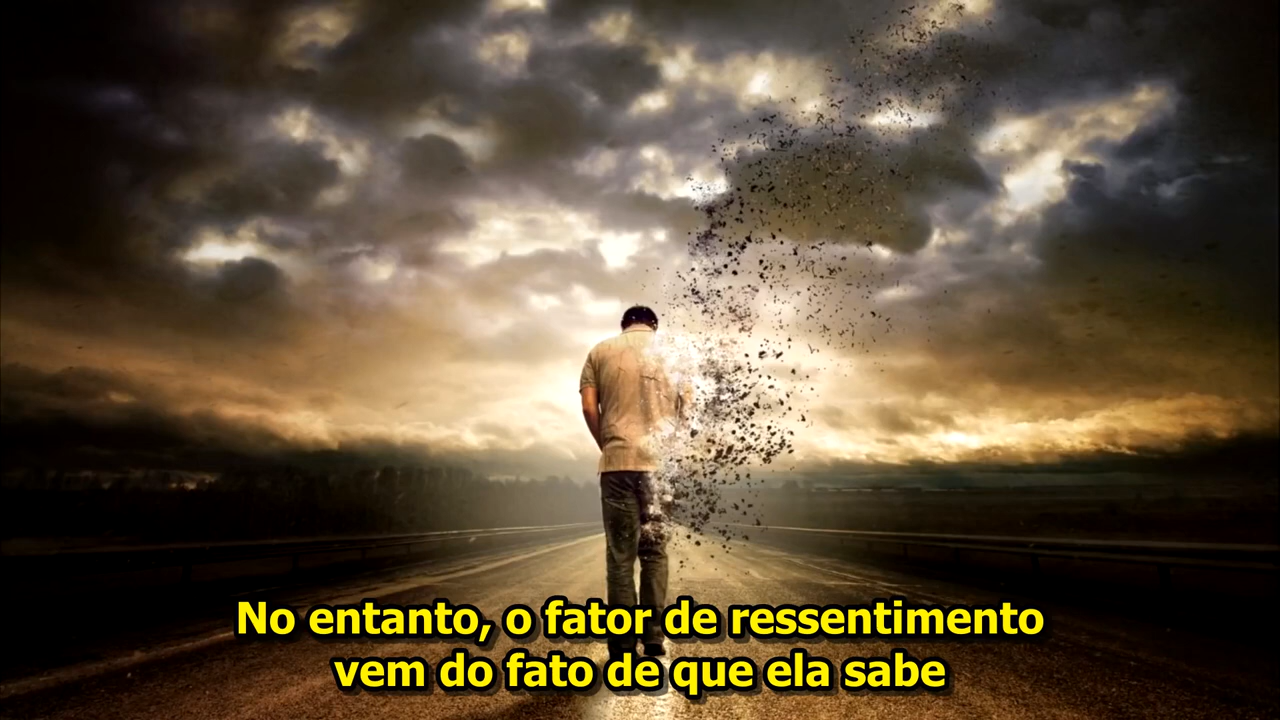 No entanto, o fator de ressentimento
vem do fato de que ela sabe